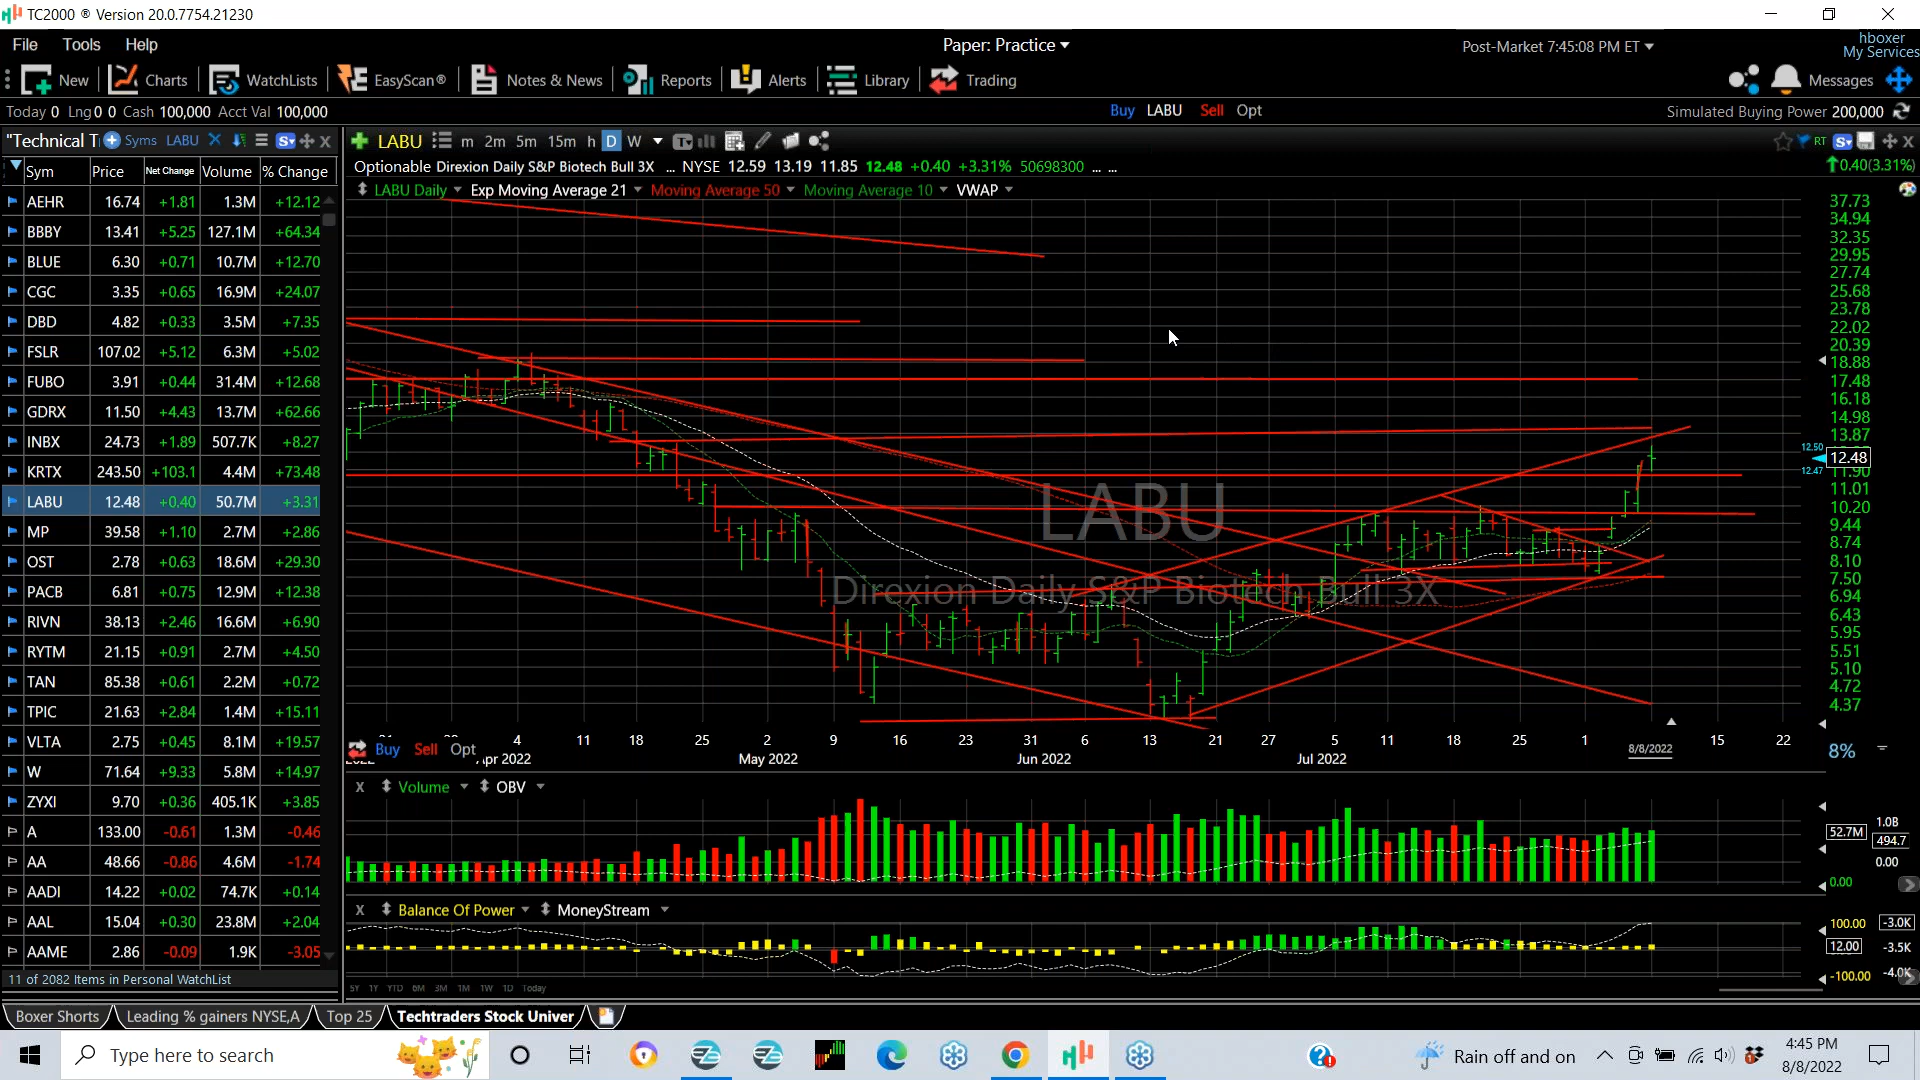 TC2000 ® Version 20.0.7754.21230
File Tools Help
Paper: Practice
Post-Market 7:45:08 PM ET
hboxer
My Services
New Charts WatchLists EasyScan® Notes & News Reports Alerts Library Trading
Messages
Today 0 Lng 0 0 Cash 100,000 Acct Val 100,000
Buy LABU Sell Opt
Simulated Buying Power 200,000
"Technical T Syms LABU
LABU m 2m 5m 15m h D W
RT
Optionable Direxion Daily S&P Biotech Bull 3X ... NYSE 12.59 13.19 11.85 12.48 +0.40 +3.31% 50698300 ... ...
0.40(3.31%)
LABU Daily Exp Moving Average 21 Moving Average 50 Moving Average 10 VWAP
Sym Price Net Change Volume % Change
AEHR 16.74 +1.81 1.3M +12.12
BBBY 13.41 +5.25 127.1M +64.34
BLUE 6.30 +0.71 10.7M +12.70
CGC 3.35 +0.65 16.9M +24.07
DBD 4.82 +0.33 3.5M +7.35
FSLR 107.02 +5.12 6.3M +5.02
FUBO 3.91 +0.44 31.4M +12.68
GDRX 11.50 +4.43 13.7M +62.66
INBX 24.73 +1.89 507.7K +8.27
KRTX 243.50 +103.1 4.4M +73.48
LABU 12.48 +0.40 50.7M +3.31
MP 39.58 +1.10 2.7M +2.86
OST 2.78 +0.63 18.6M +29.30
PACB 6.81 +0.75 12.9M +12.38
RIVN 38.13 +2.46 16.6M +6.90
RYTM 21.15 +0.91 2.7M +4.50
TAN 85.38 +0.61 2.2M +0.72
TPIC 21.63 +2.84 1.4M +15.11
VLTA 2.75 +0.45 8.1M +19.57
W 71.64 +9.33 5.8M +14.97
ZYXI 9.70 +0.36 405.1K +3.85
A 133.00 -0.61 1.3M -0.46
AA 48.66 -0.86 4.6M -1.74
AADI 14.22 +0.02 74.7K +0.14
AAL 15.04 +0.30 23.8M +2.04
AAME 2.86 -0.09 1.9K -3.05
11 of 2082 Items in Personal WatchList
LABU
Direxion Daily S&P Biotech Bull 3X
37.73
34.94
32.35
29.95
27.74
25.68
23.78
22.02
20.39
18.88
17.48
16.18
14.98
13.87
12.50
12.48
12.47
11.90
11.01
10.20
9.44
8.74
8.10
7.50
6.94
6.43
5.95
5.51
5.10
4.72
4.37
4 11 18 25 2 9 16 23 31 6 13 21 27 5 11 18 25 1 8/8/2022 15 22
Buy Sell Opt
Apr 2022 May 2022 Jun 2022 Jul 2022
8%
X Volume OBV
52.7M
1.0B
494.7
0.00
0.00
X Balance Of Power MoneyStream
100.00
12.00
-100.00
-3.0K
-3.5K
-4.0K
5Y 1Y YTD 6M 3M 1M 1W 1D Today
Boxer Shorts Leading % gainers NYSE,A Top 25 Techtraders Stock Univer
Type here to search
Rain off and on
4:45 PM
8/8/2022